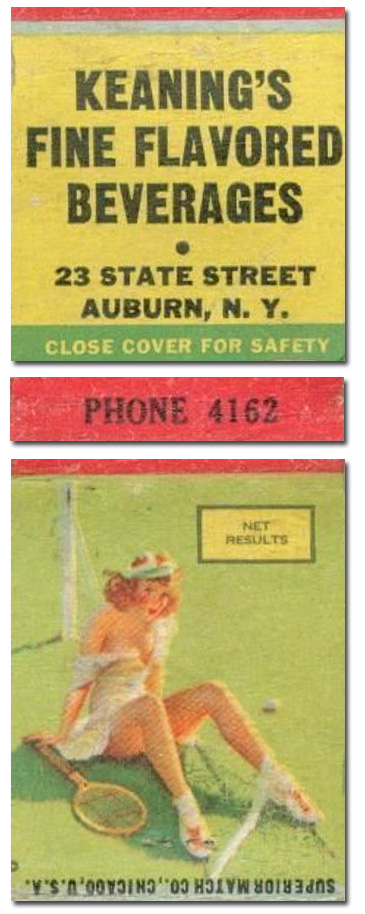 KEANING'S
FINE FLAVORED
BEVERAGES
23 STATE STREET
AUBURN, N. Y.
CLOSE COVER FOR SAFETY
PHONE 4162
NET
RESULTS
SUPERIOR MATCH CO., CHICAGO, U.S.A.